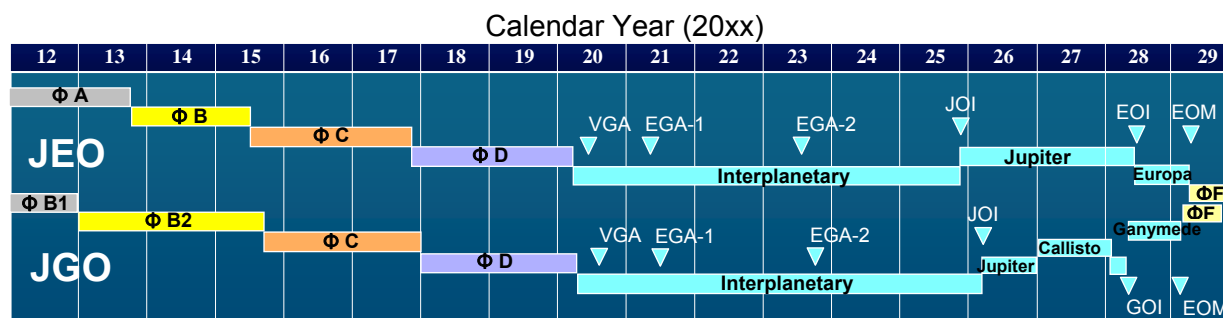 Calendar Year (20xx)
12 13 14 15 16 17 18 19 20 21 22 23 24 25 26 27 28 29
Φ A
JOI
EOI EOM
Φ B
VGA EGA-1 EGA-2
Φ C
JEO
Φ D
Jupiter
Interplanetary
Europa
ΦF
Φ B1
ΦF
Φ B2
JOI
Ganymede
VGA EGA-1 EGA-2
Φ C
Callisto
JGO
Φ D
Jupiter
Interplanetary
GOI EOM